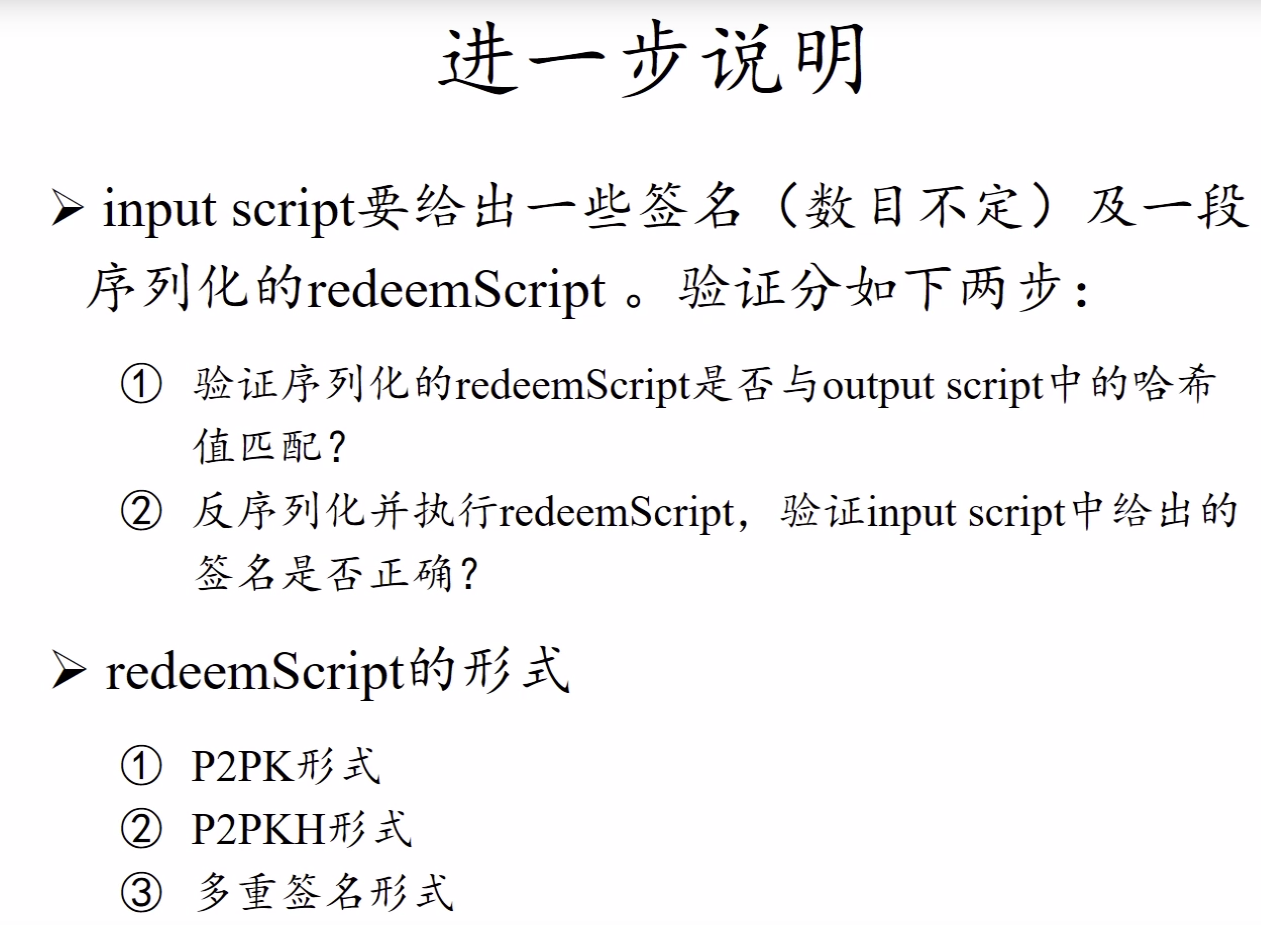 进一步说明
➢ input script要给出一些签名（数目不定）及一段
序列化的redeemScript 。验证分如下两步：
① 验证序列化的redeemScript是否与output script中的哈希
值匹配？
② 反序列化并执行redeemScript，验证input script中给出的
签名是否正确？
➢ redeemScript的形式
① P2PK形式
② P2PKH形式
③ 多重签名形式